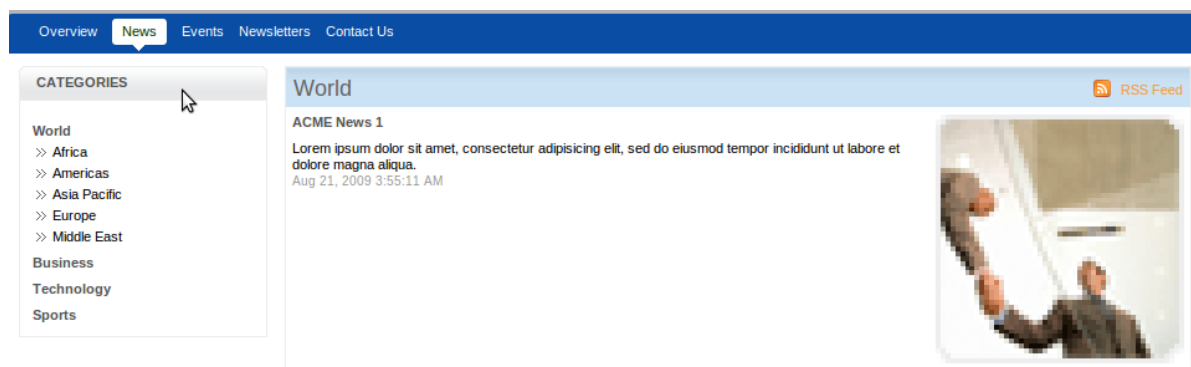 Overview News Events Newsletters Contact Us
CATEGORIES
World
Africa
Americas
Asia Pacific
Europe
Middle East
Business
Technology
Sports
World
RSS Feed
ACME News 1
Lorem ipsum dolor sit amet, consectetur adipisicing elit, sed do eiusmod tempor incididunt ut labore et
dolore magna aliqua.
Aug 21, 2009 3:55:11 AM